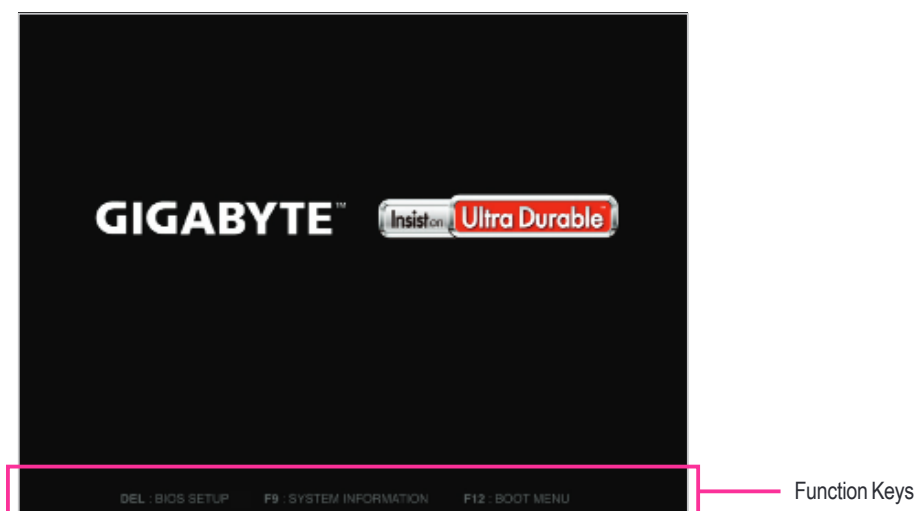 GIGABYTE™
Insist on Ultra Durable™
DEL : BIOS SETUP F9 : SYSTEM INFORMATION F12 : BOOT MENU
Function Keys